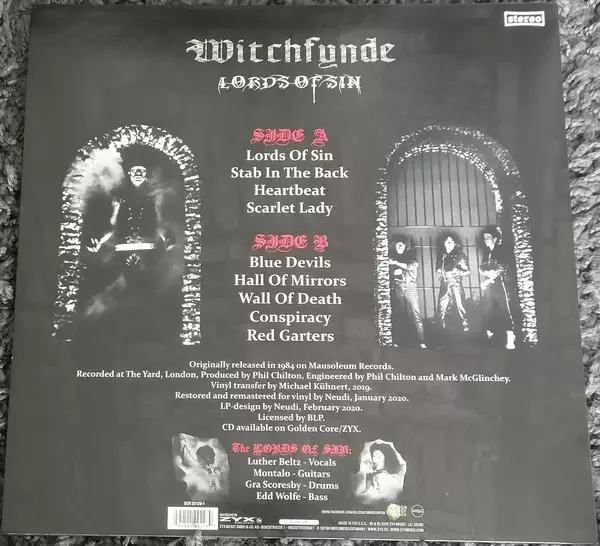 stereo
Witchfynde
LORDS OF SIN
SIDE A
Lords Of Sin
Stab In The Back
Heartbeat
Scarlet Lady
SIDE B
Blue Devils
Hall Of Mirrors
Wall Of Death
Conspiracy
Red Garters
Originally released in 1984 on Mausoleum Records.
Recorded at The Yard, London, Produced by Phil Chilton, Engineered by Phil Chilton and Mark McGlinchey.
Vinyl transfer by Michael Kühnert, 2019.
Restored and remastered for vinyl by Neudi, January 2020.
LP-design by Neudi, February 2020.
Licensed by BLP.
CD available on Golden Core/ZYX.
The LORDS OF SIN:
Luther Beltz - Vocals
Montalo - Guitars
Gra Scoresby - Drums
Edd Wolfe - Bass
ZYX